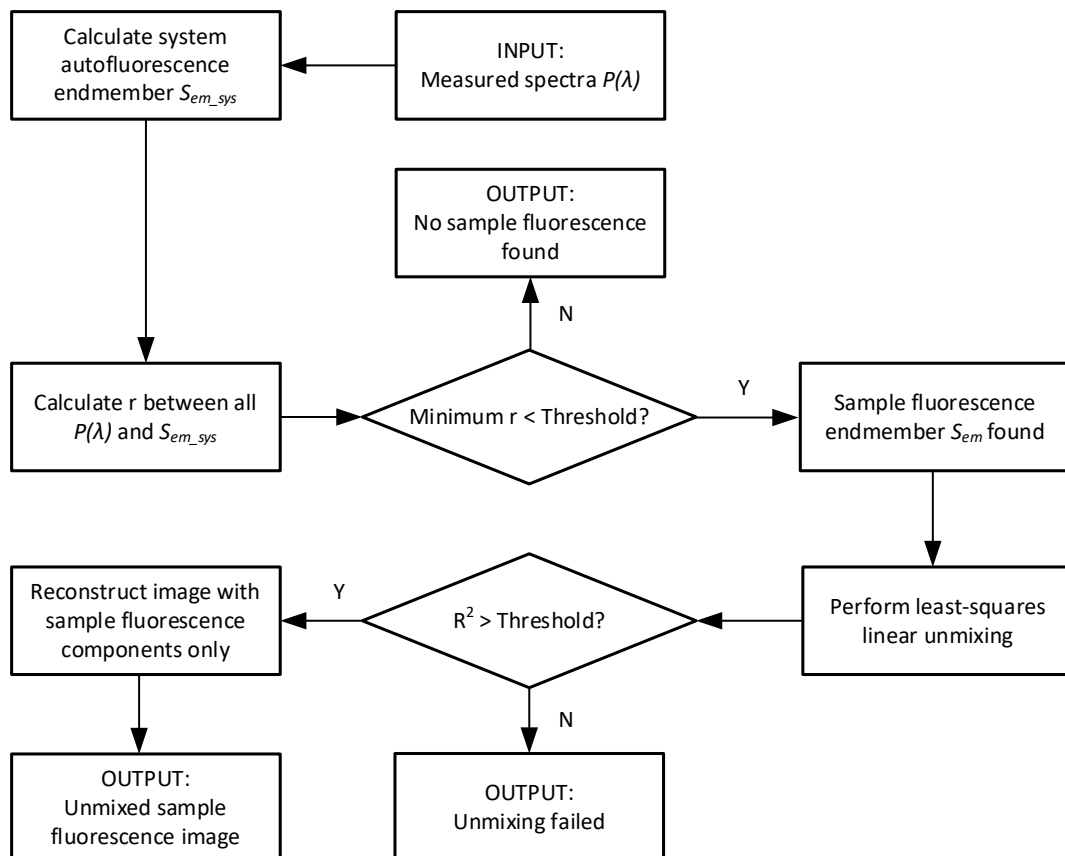 INPUT:
Measured spectra P(λ)
Calculate system
autofluorescence
endmember S_em_sys
OUTPUT:
No sample fluorescence
found
N
Calculate r between all
P(λ) and S_em_sys
Minimum r < Threshold?
Y
Sample fluorescence
endmember S_em found
Perform least-squares
linear unmixing
R² > Threshold?
Y
Reconstruct image with
sample fluorescence
components only
N
OUTPUT:
Unmixed sample
fluorescence image
OUTPUT:
Unmixing failed